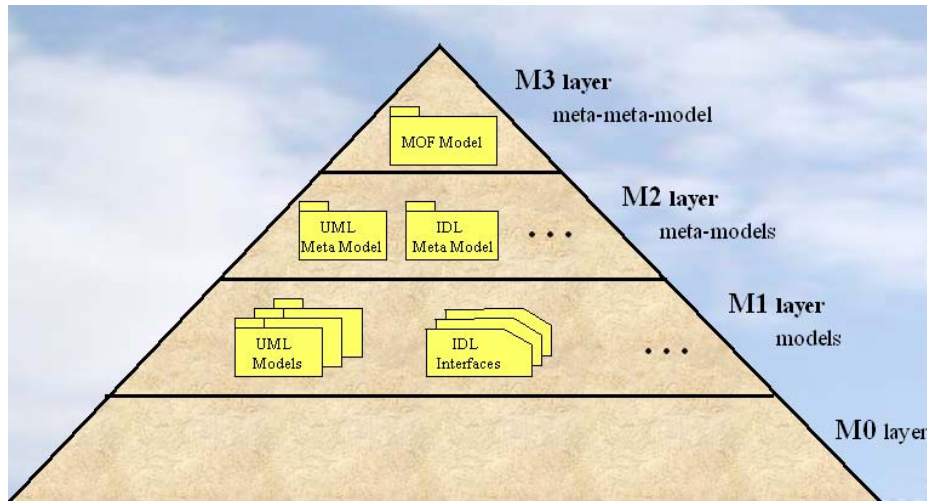 M3 layer
meta-meta-model
MOF Model
M2 layer
meta-models
UML
Meta Model
IDL
Meta Model
. . .
M1 layer
models
UML
Models
IDL
Interfaces
. . .
M0 layer